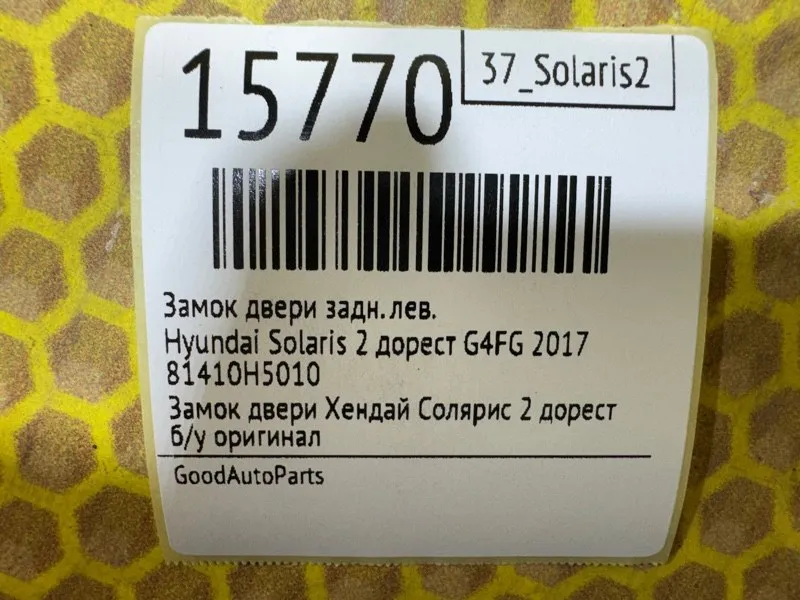 15770
37_Solaris2
Замок двери задн.лев.
Hyundai Solaris 2 дорест G4FG 2017
81410H5010
Замок двери Хендай Солярис 2 дорест
б/у оригинал
GoodAutoParts